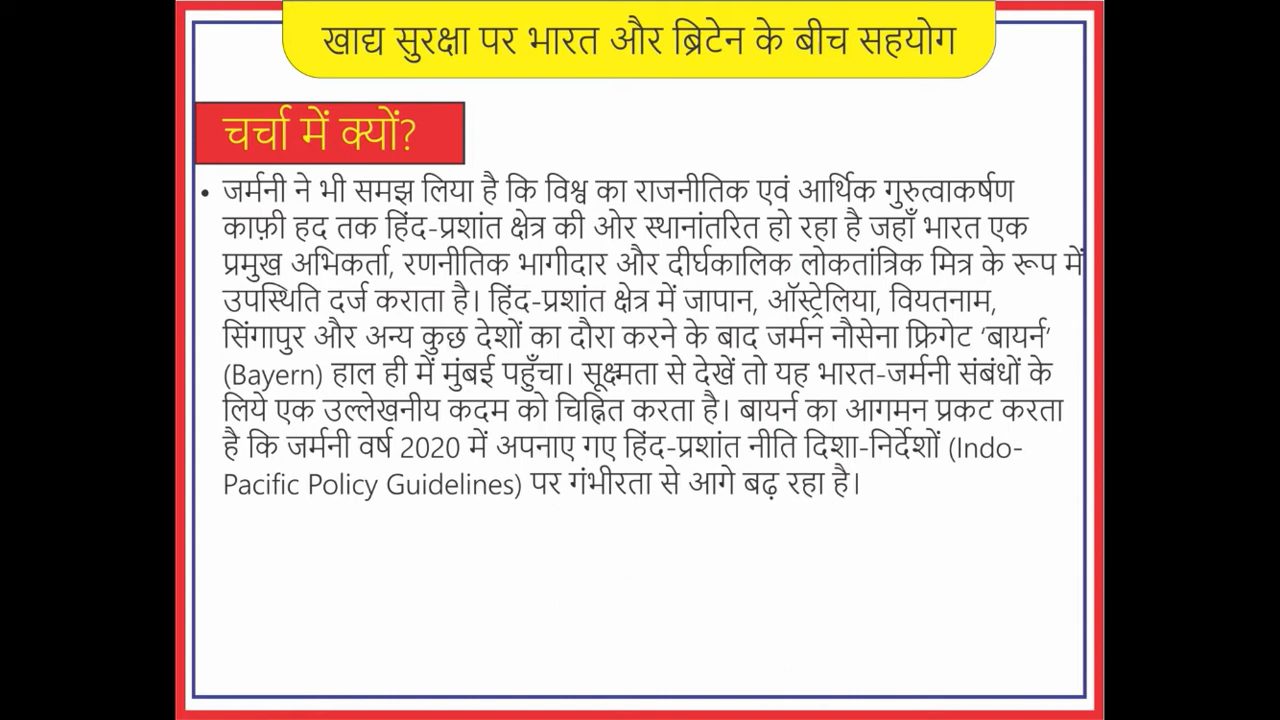 खाद्य सुरक्षा पर भारत और ब्रिटेन के बीच सहयोग
चर्चा में क्यों?
• जर्मनी ने भी समझ लिया है कि विश्व का राजनीतिक एवं आर्थिक गुरुत्वाकर्षण
काफ़ी हद तक हिंद-प्रशांत क्षेत्र की ओर स्थानांतरित हो रहा है जहाँ भारत एक
प्रमुख अभिकर्ता, रणनीतिक भागीदार और दीर्घकालिक लोकतांत्रिक मित्र के रूप में
उपस्थिति दर्ज कराता है। हिंद-प्रशांत क्षेत्र में जापान, ऑस्ट्रेलिया, वियतनाम,
सिंगापुर और अन्य कुछ देशों का दौरा करने के बाद जर्मन नौसेना फ्रिगेट ‘बायर्न’
(Bayern) हाल ही में मुंबई पहुँचा। सूक्ष्मता से देखें तो यह भारत-जर्मनी संबंधों के
लिये एक उल्लेखनीय कदम को चिह्नित करता है। बायर्न का आगमन प्रकट करता
है कि जर्मनी वर्ष 2020 में अपनाए गए हिंद-प्रशांत नीति दिशा-निर्देशों (Indo-
Pacific Policy Guidelines) पर गंभीरता से आगे बढ़ रहा है।